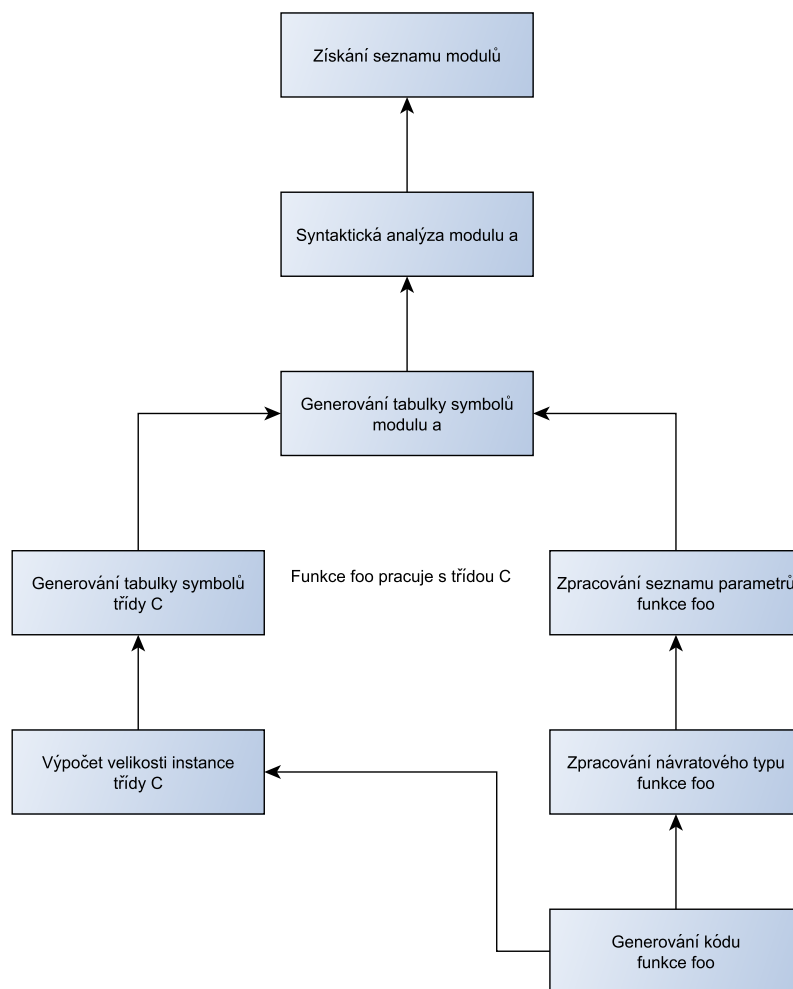 Získání seznamu modulů
Syntaktická analýza modulu a
Generování tabulky symbolů
modulu a
Generování tabulky symbolů
třídy C
Funkce foo pracuje s třídou C
Zpracování seznamu parametrů
funkce foo
Výpočet velikosti instance
třídy C
Zpracování návratového typu
funkce foo
Generování kódu
funkce foo